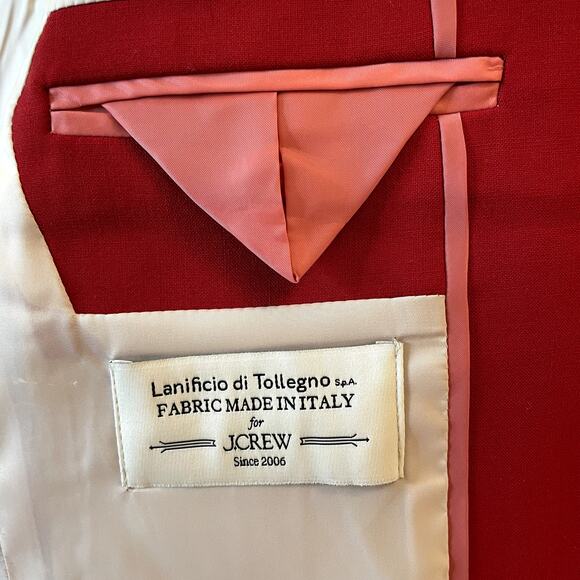 Lanificio di Tollegno S.p.A.
FABRIC MADE IN ITALY
for
J.CREW
Since 2006